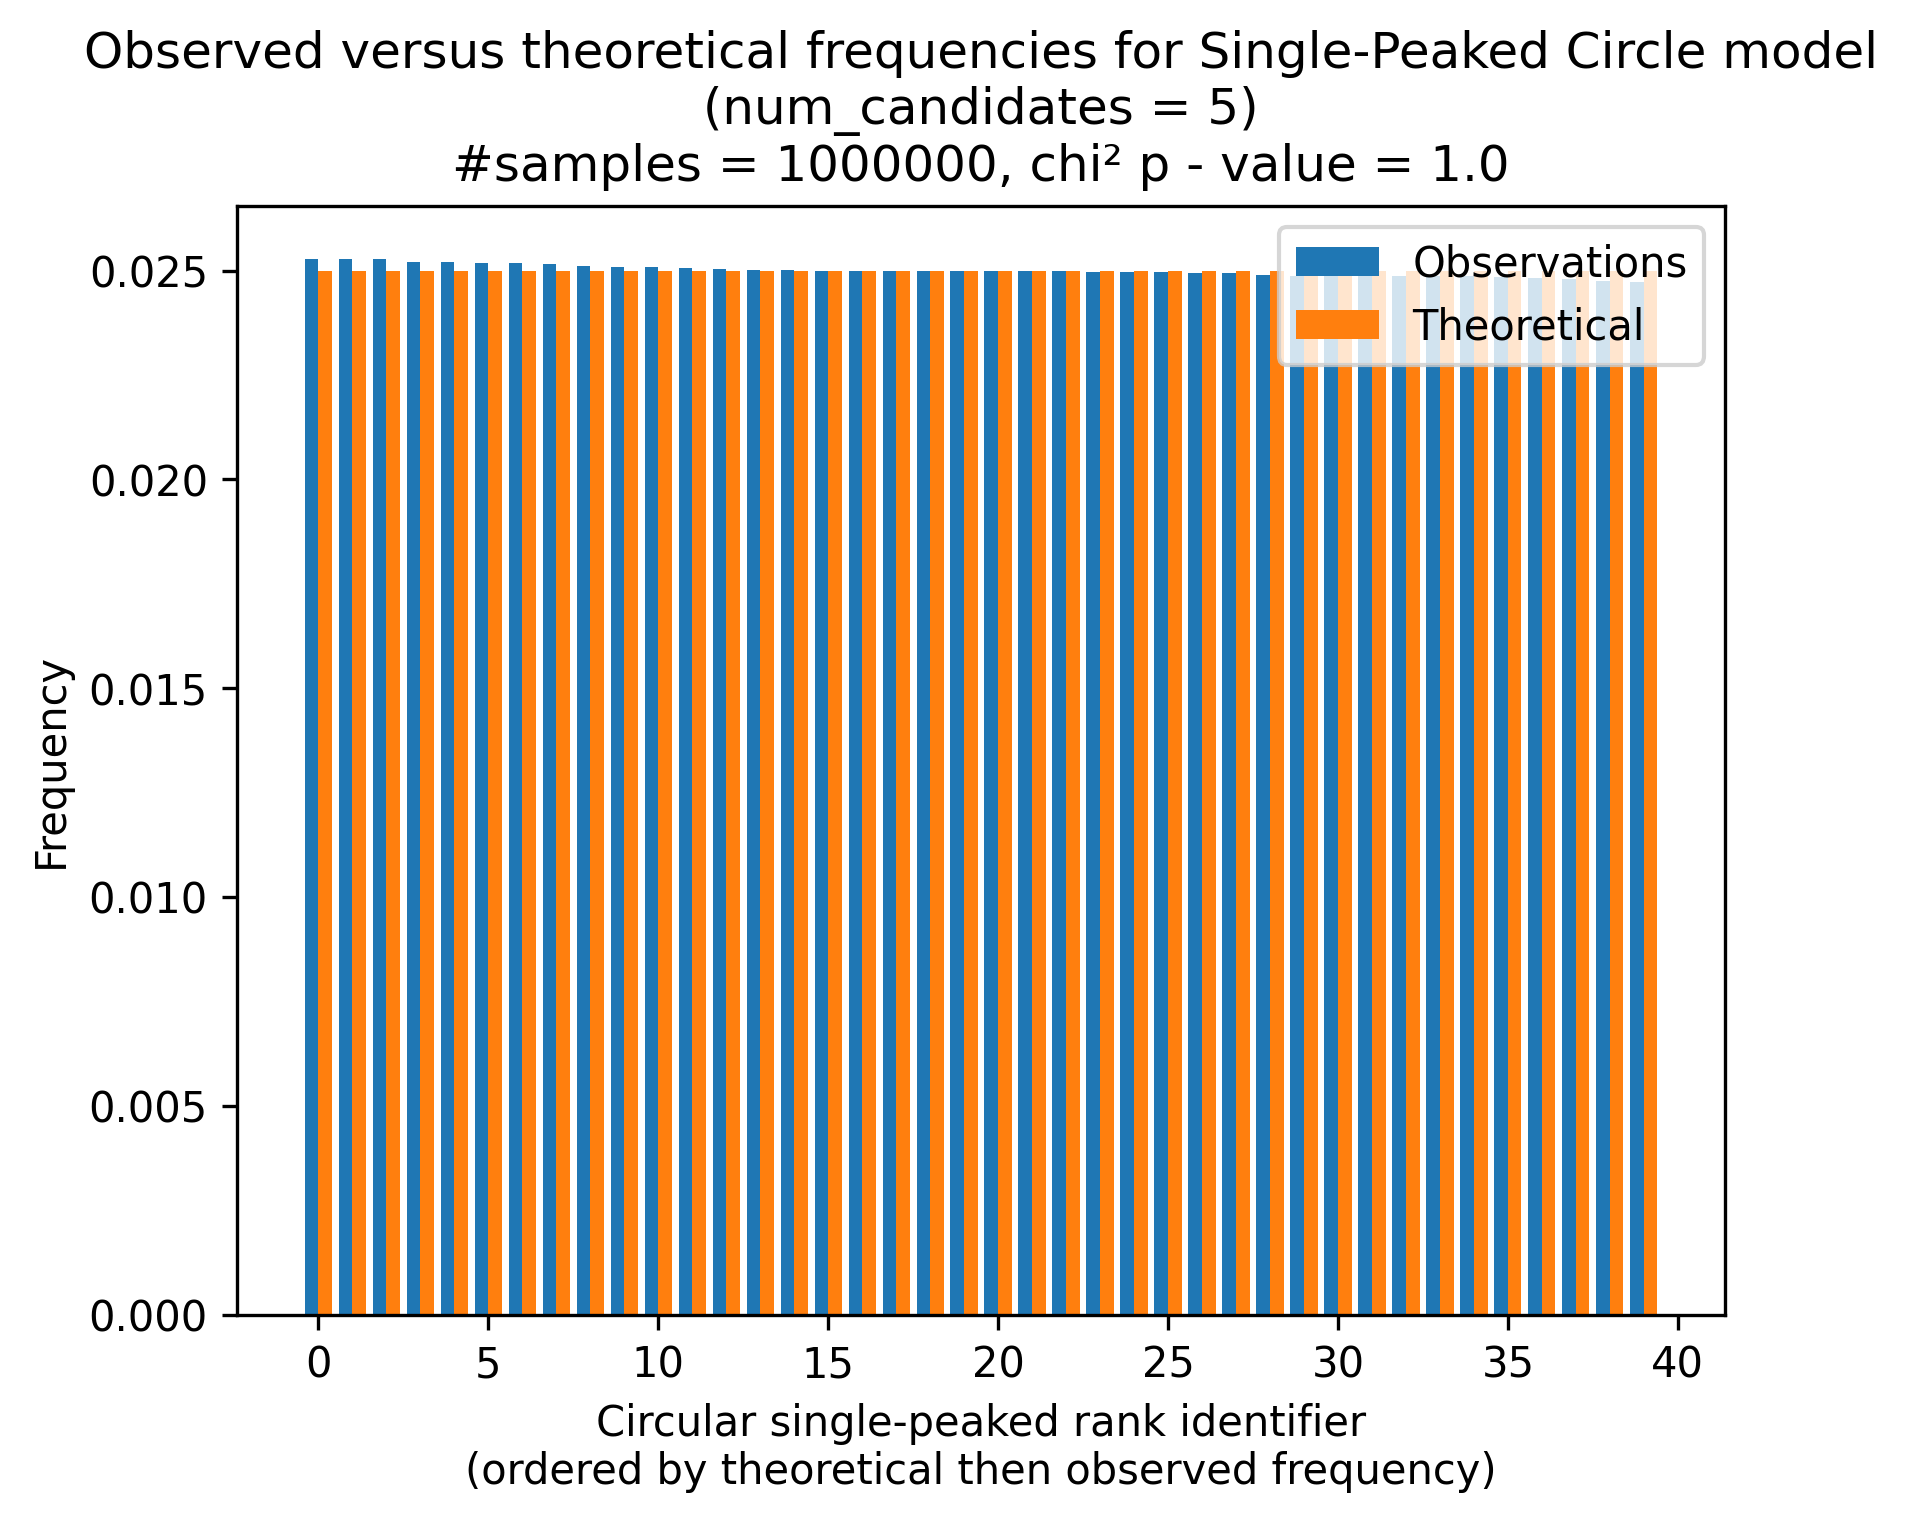 Observed versus theoretical frequencies for Single-Peaked Circle model
(num_candidates = 5)
#samples = 1000000, chi² p - value = 1.0
Observations
Theoretical
0.025
0.020
0.015
0.010
0.005
0.000
Frequency
0 5 10 15 20 25 30 35 40
Circular single-peaked rank identifier
(ordered by theoretical then observed frequency)